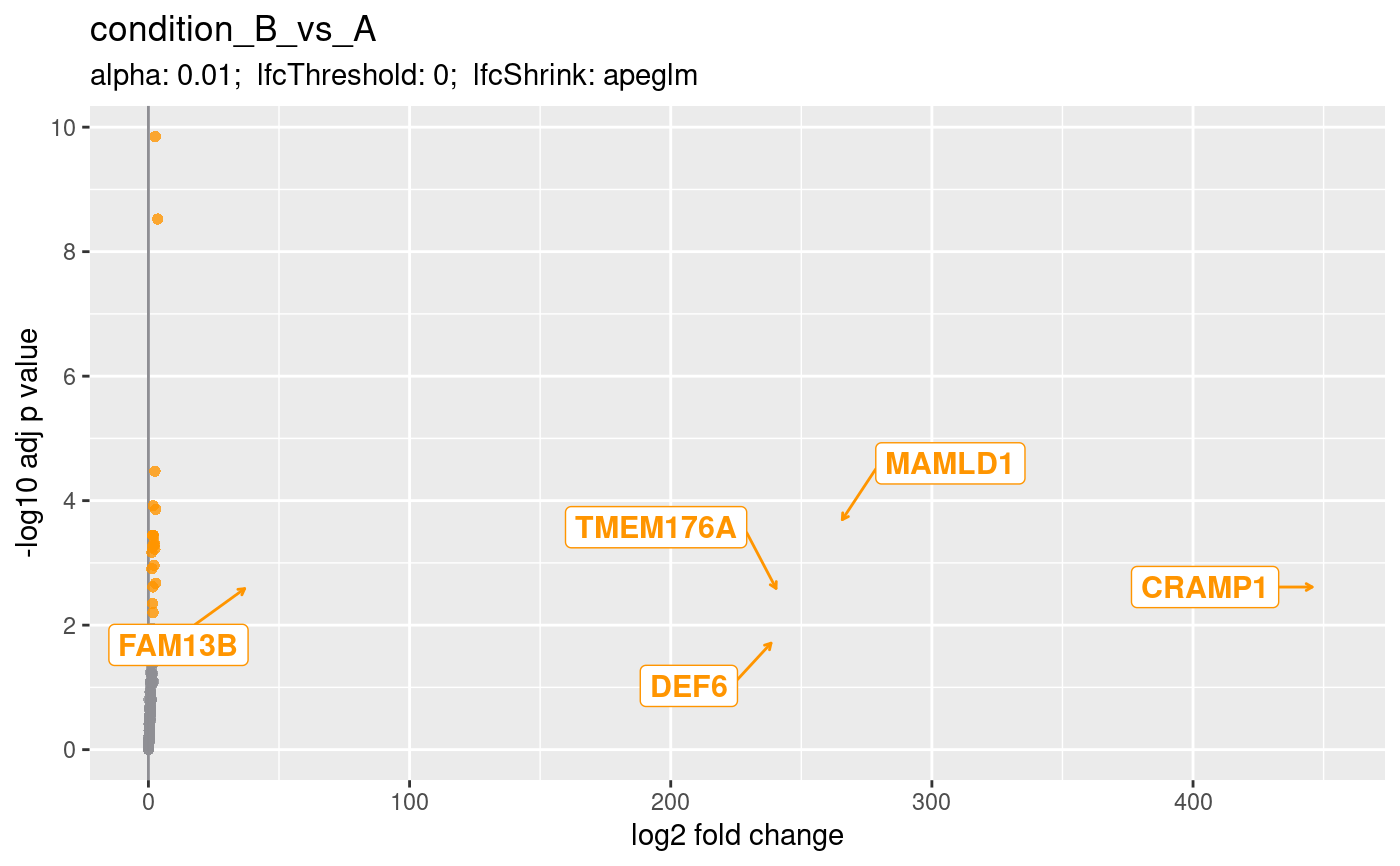 condition_B_vs_A
alpha: 0.01;  lfcThreshold: 0;  lfcShrink: apeglm
-log10 adj p value
10
8
6
4
2
0
MAMLD1
TMEM176A
CRAMP1
FAM13B
DEF6
0 100 200 300 400
log2 fold change